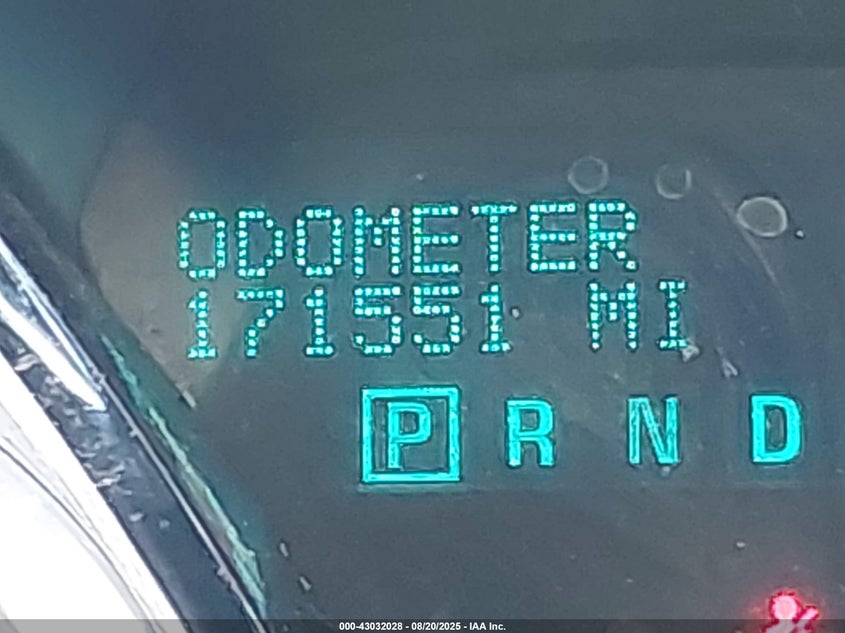 ODOMETER
171551 MI
P R N D
000-43032028 - 08/20/2025 - IAA Inc.